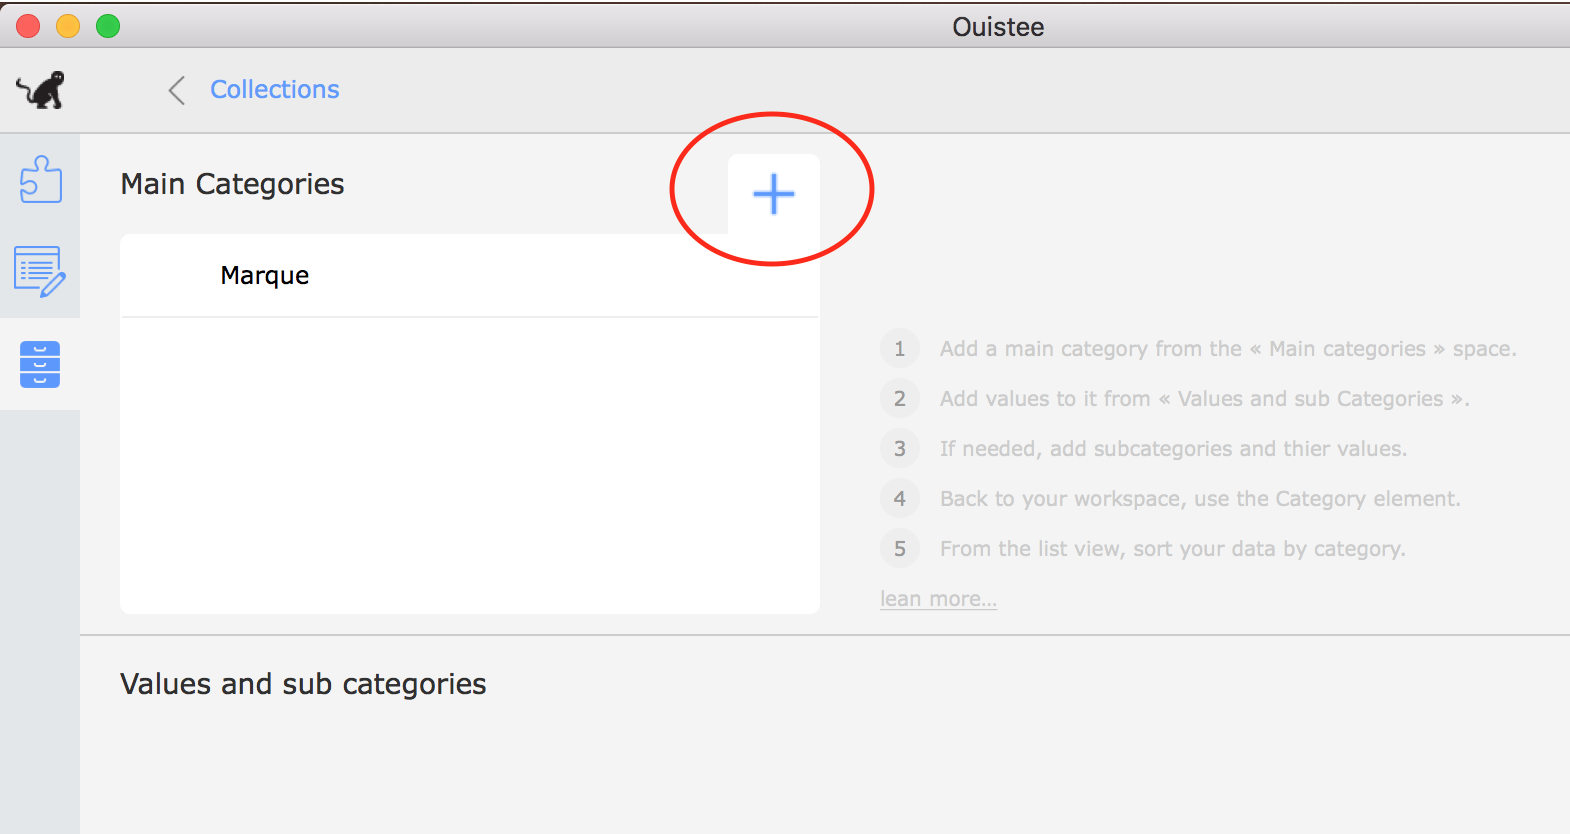 Ouistee
Collections
Main Categories
Marque
1 Add a main category from the « Main categories » space.
2 Add values to it from « Values and sub Categories ».
3 If needed, add subcategories and thier values.
4 Back to your workspace, use the Category element.
5 From the list view, sort your data by category.
lean more...
Values and sub categories